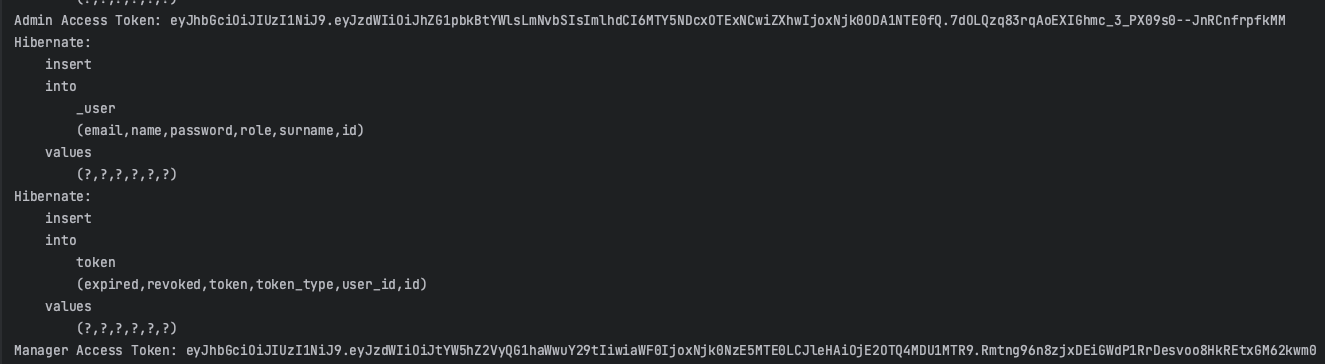 (?,?,?,?,?,?)
Admin Access Token: eyJhbGciOiJIUzI1NiJ9.eyJzdWIiOiJhZG1pbkBtYWlsLmNvbSIsImlhdCI6MTY5NDcxOTExNCwiZXhwIjoxNjk0ODA1NTE0fQ.7dOLQzq83rqAoEXIGhmc_3_PX09s0--JnRCnfrpfkMM
Hibernate:
    insert
    into
        _user
        (email,name,password,role,surname,id)
    values
        (?,?,?,?,?,?)
Hibernate:
    insert
    into
        token
        (expired,revoked,token,token_type,user_id,id)
    values
        (?,?,?,?,?,?)
Manager Access Token: eyJhbGciOiJIUzI1NiJ9.eyJzdWIiOiJtYW5hZ2VyQG1haWwuY29tIiwiaWF0IjoxNjk0NzE5MTE0LCJleHAiOjE2OTQ4MDU1MTR9.Rmtng96n8zjxDEiGWdP1RrDesvoo8HkREtxGM62kwm0